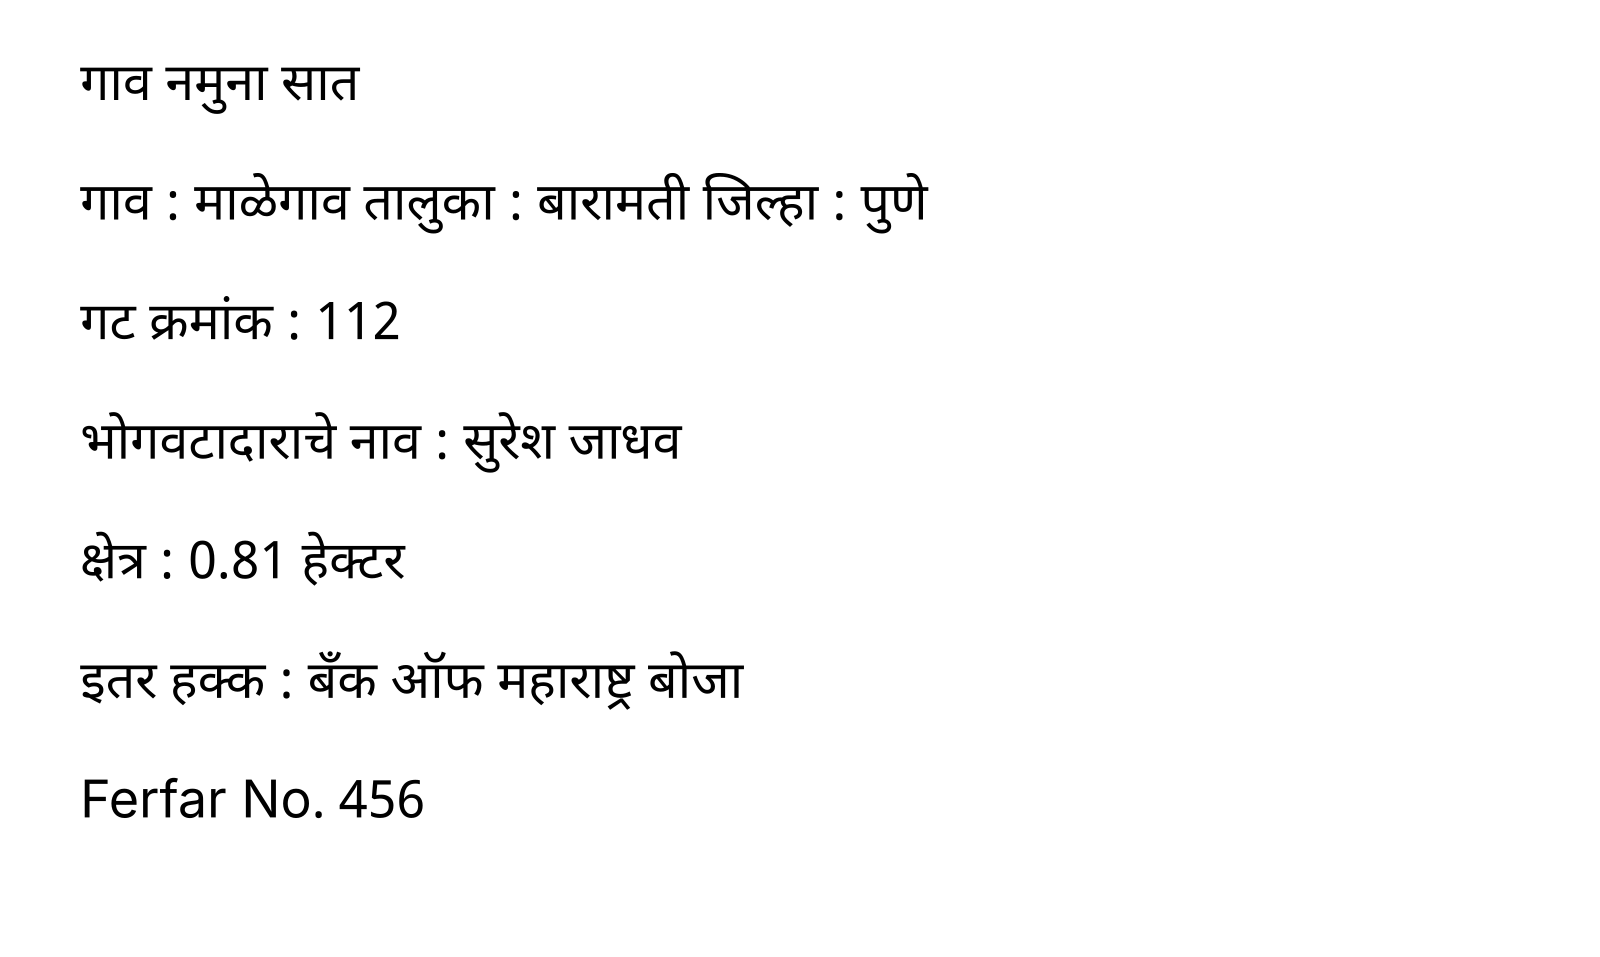 गाव नमुना सात
गाव : माळेगाव तालुका : बारामती जिल्हा : पुणे
गट क्रमांक : 112
भोगवटादाराचे नाव : सुरेश जाधव
क्षेत्र : 0.81 हेक्टर
इतर हक्क : बँक ऑफ महाराष्ट्र बोजा
Ferfar No. 456